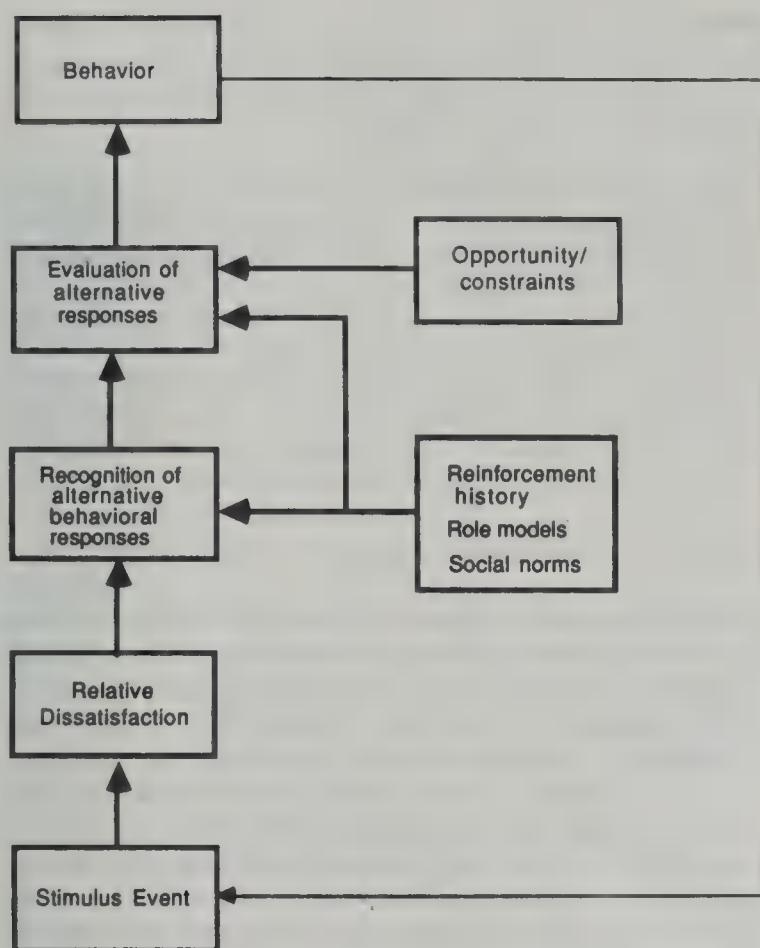 Behavior
Evaluation of
alternative
responses
Opportunity/
constraints
Recognition of
alternative
behavioral
responses
Reinforcement
history
Role models
Social norms
Relative
Dissatisfaction
Stimulus Event